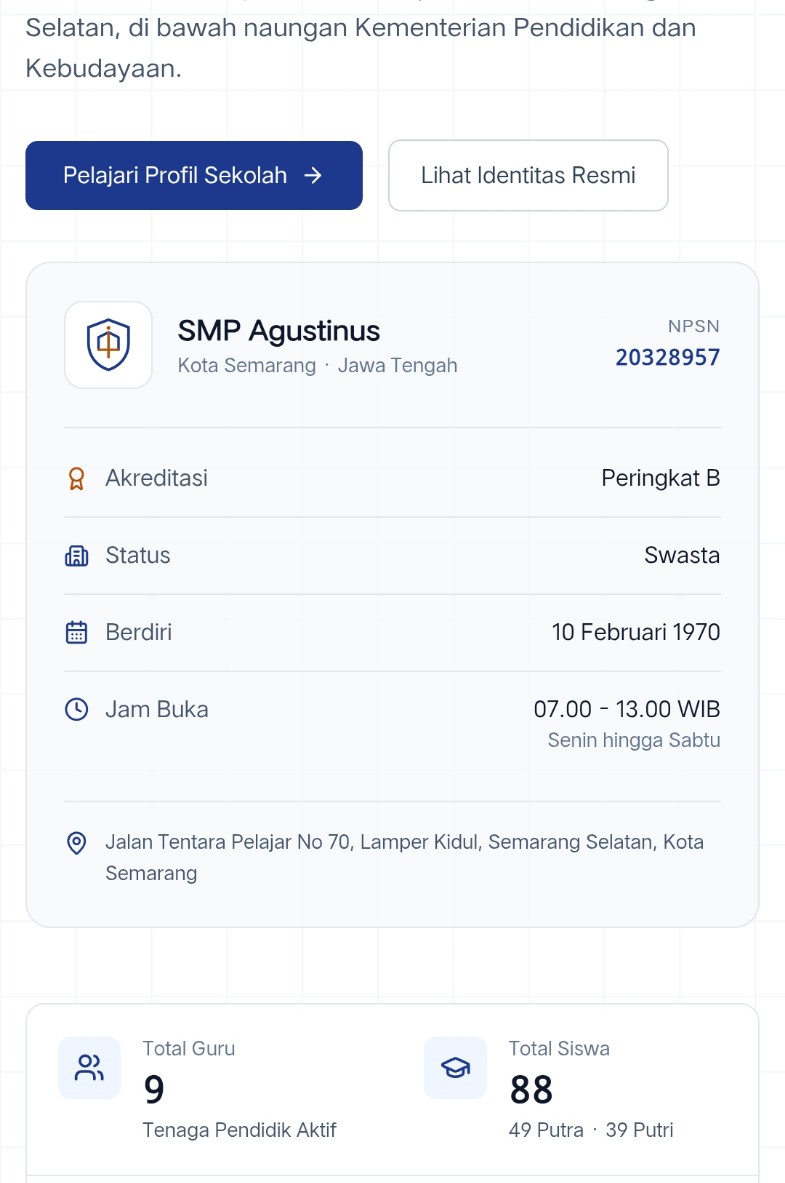 Selatan, di bawah naungan Kementerian Pendidikan dan
Kebudayaan.
Pelajari Profil Sekolah →
Lihat Identitas Resmi
SMP Agustinus
Kota Semarang · Jawa Tengah
NPSN
20328957
Akreditasi
Peringkat B
Status
Swasta
Berdiri
10 Februari 1970
Jam Buka
07.00 - 13.00 WIB
Senin hingga Sabtu
Jalan Tentara Pelajar No 70, Lamper Kidul, Semarang Selatan, Kota
Semarang
Total Guru
9
Tenaga Pendidik Aktif
Total Siswa
88
49 Putra · 39 Putri